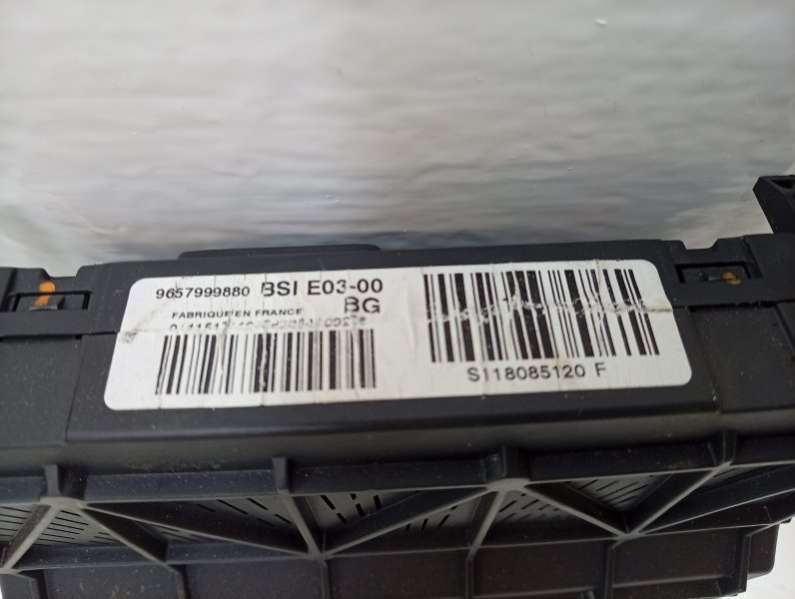 9657999880 BSI E03-00
BG
FABRIQUE EN FRANCE
S118085120 F